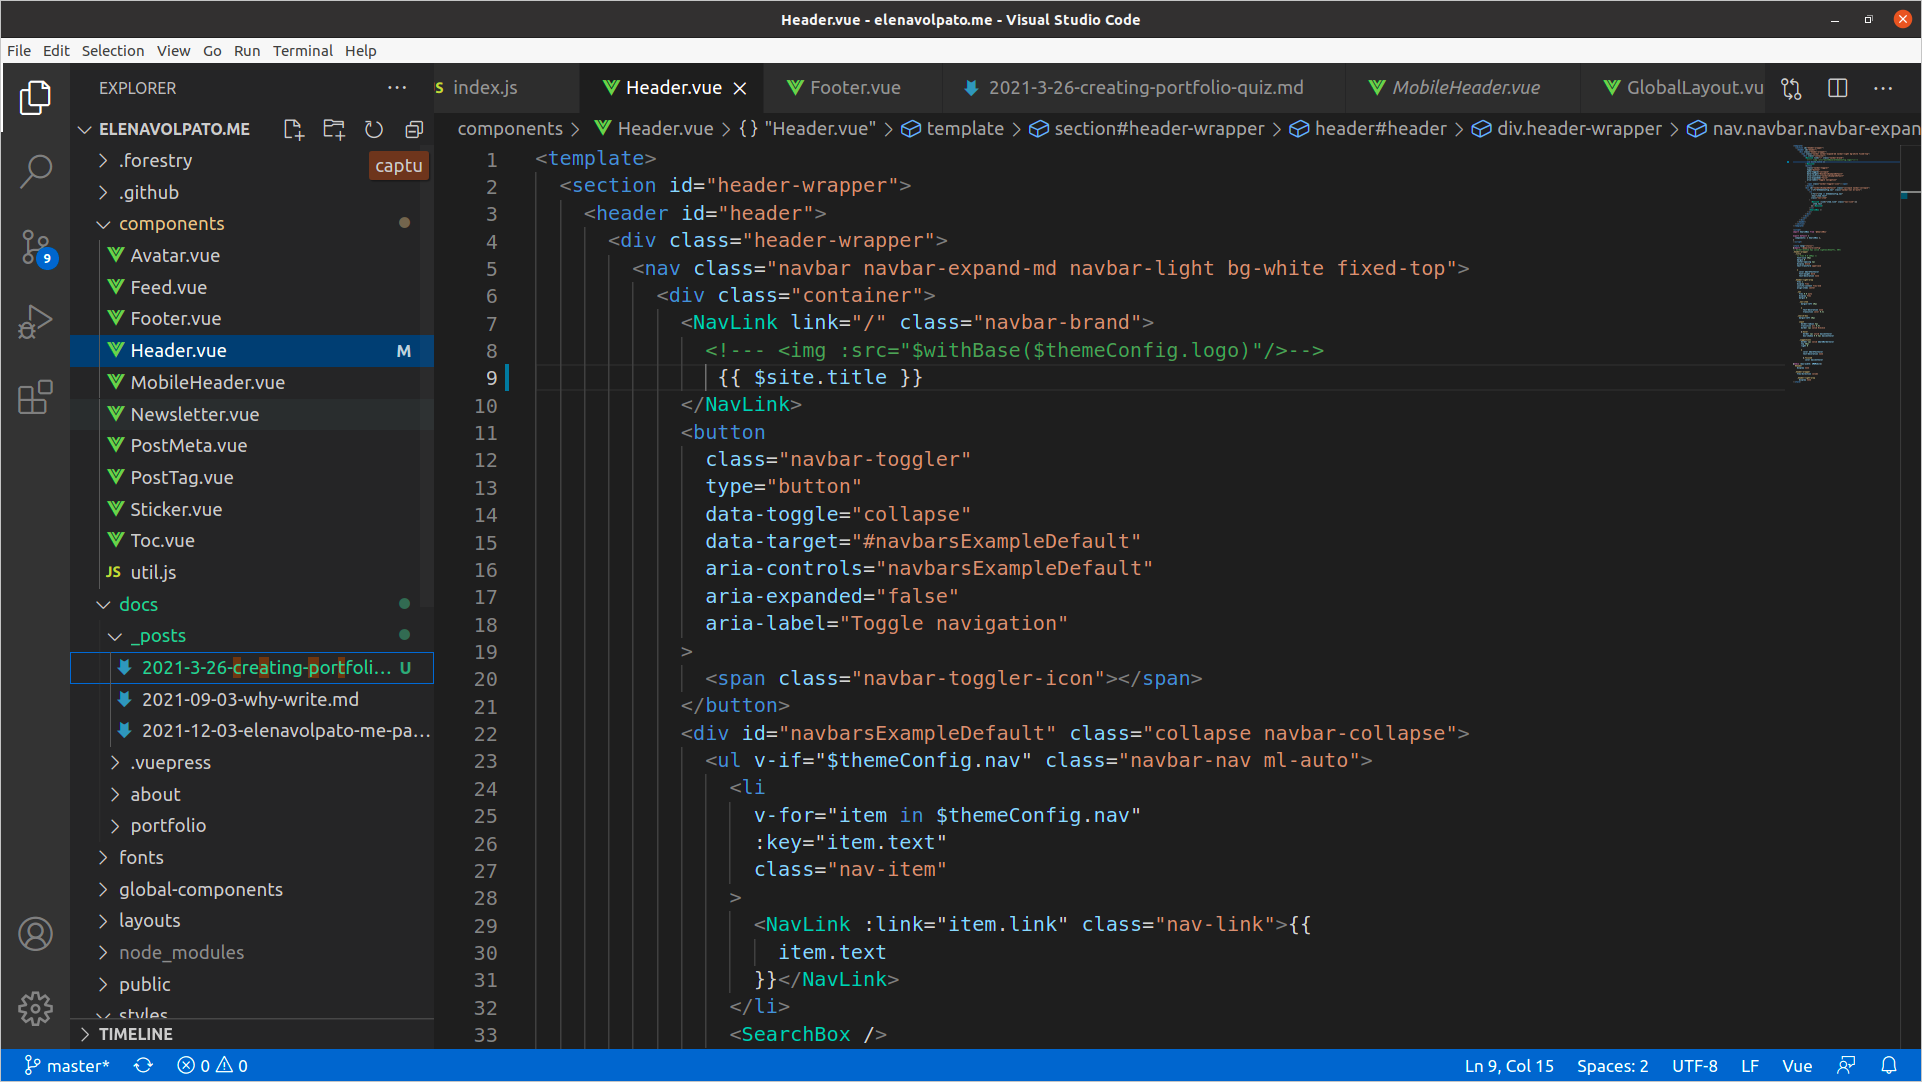 Header.vue - elenavolpato.me - Visual Studio Code
File Edit Selection View Go Run Terminal Help
EXPLORER ···
index.js
Header.vue
Footer.vue
2021-3-26-creating-portfolio-quiz.md
MobileHeader.vue
GlobalLayout.vu
···
ELENAVOLPATO.ME
captu
components > Header.vue > {} "Header.vue" > template > section#header-wrapper > header#header > div.header-wrapper > nav.navbar.navbar-expan
.forestry
.github
components
Avatar.vue
Feed.vue
Footer.vue
Header.vue M
MobileHeader.vue
Newsletter.vue
PostMeta.vue
PostTag.vue
Sticker.vue
Toc.vue
JS util.js
docs
_posts
2021-3-26-creating-portfoli... U
2021-09-03-why-write.md
2021-12-03-elenavolpato-me-pa...
.vuepress
about
portfolio
fonts
global-components
layouts
node_modules
public
styles
TIMELINE
9
1 <template>
2 <section id="header-wrapper">
3 <header id="header">
4 <div class="header-wrapper">
5 <nav class="navbar navbar-expand-md navbar-light bg-white fixed-top">
6 <div class="container">
7 <NavLink link="/" class="navbar-brand">
8 <!--- <img :src="$withBase($themeConfig.logo)"/>-->
9 {{ $site.title }}
10 </NavLink>
11 <button
12 class="navbar-toggler"
13 type="button"
14 data-toggle="collapse"
15 data-target="#navbarsExampleDefault"
16 aria-controls="navbarsExampleDefault"
17 aria-expanded="false"
18 aria-label="Toggle navigation"
19 >
20 <span class="navbar-toggler-icon"></span>
21 </button>
22 <div id="navbarsExampleDefault" class="collapse navbar-collapse">
23 <ul v-if="$themeConfig.nav" class="navbar-nav ml-auto">
24 <li
25 v-for="item in $themeConfig.nav"
26 :key="item.text"
27 class="nav-item"
28 >
29 <NavLink :link="item.link" class="nav-link">{{
30 item.text
31 }}</NavLink>
32 </li>
33 <SearchBox />
master* 0 0 Ln 9, Col 15 Spaces: 2 UTF-8 LF Vue